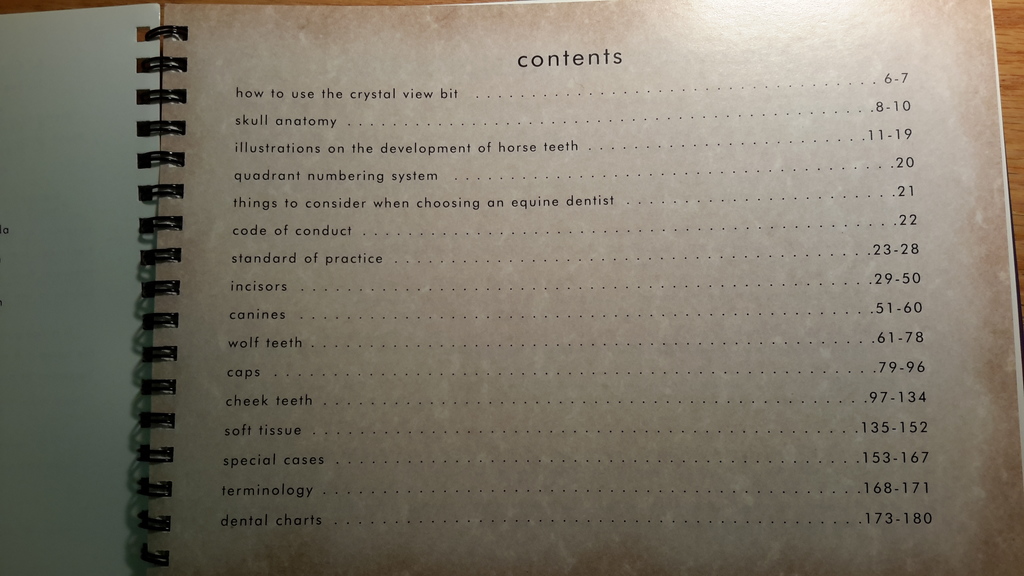 contents
how to use the crystal view bit . . . . . . . . . . . . . . . . . . . . . . . . . . . . 6-7
skull anatomy . . . . . . . . . . . . . . . . . . . . . . . . . . . . . . . . . . . .8-10
illustrations on the development of horse teeth . . . . . . . . . . . . . . . . . . .11-19
quadrant numbering system . . . . . . . . . . . . . . . . . . . . . . . . . . . . . .20
things to consider when choosing an equine dentist . . . . . . . . . . . . . . . . . .21
code of conduct . . . . . . . . . . . . . . . . . . . . . . . . . . . . . . . . . . . .22
standard of practice . . . . . . . . . . . . . . . . . . . . . . . . . . . . . . . . .23-28
incisors . . . . . . . . . . . . . . . . . . . . . . . . . . . . . . . . . . . . . . .29-50
canines . . . . . . . . . . . . . . . . . . . . . . . . . . . . . . . . . . . . . . .51-60
wolf teeth . . . . . . . . . . . . . . . . . . . . . . . . . . . . . . . . . . . . . .61-78
caps . . . . . . . . . . . . . . . . . . . . . . . . . . . . . . . . . . . . . . . . .79-96
cheek teeth . . . . . . . . . . . . . . . . . . . . . . . . . . . . . . . . . . . . .97-134
soft tissue . . . . . . . . . . . . . . . . . . . . . . . . . . . . . . . . . . . . .135-152
special cases . . . . . . . . . . . . . . . . . . . . . . . . . . . . . . . . . . . .153-167
terminology . . . . . . . . . . . . . . . . . . . . . . . . . . . . . . . . . . . . .168-171
dental charts . . . . . . . . . . . . . . . . . . . . . . . . . . . . . . . . . . . .173-180